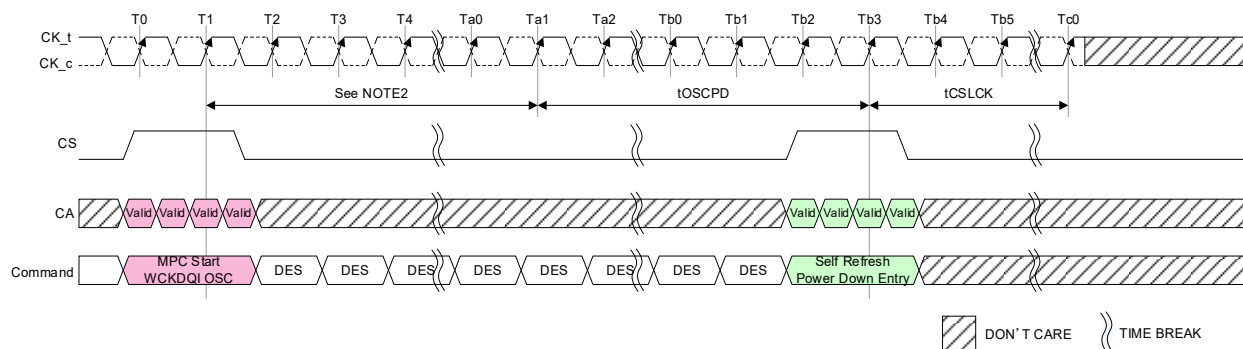 T0 T1 T2 T3 T4 Ta0 Ta1 Ta2 Tb0 Tb1 Tb2 Tb3 Tb4 Tb5 Tc0
CK_t
CK_c
See NOTE2 tOSCPD tCSLCK
CS
CA Valid Valid Valid Valid Valid Valid Valid Valid
Command MPC Start WCKDQI OSC DES DES DES DES DES DES DES DES Self Refresh Power Down Entry
DON'T CARE TIME BREAK